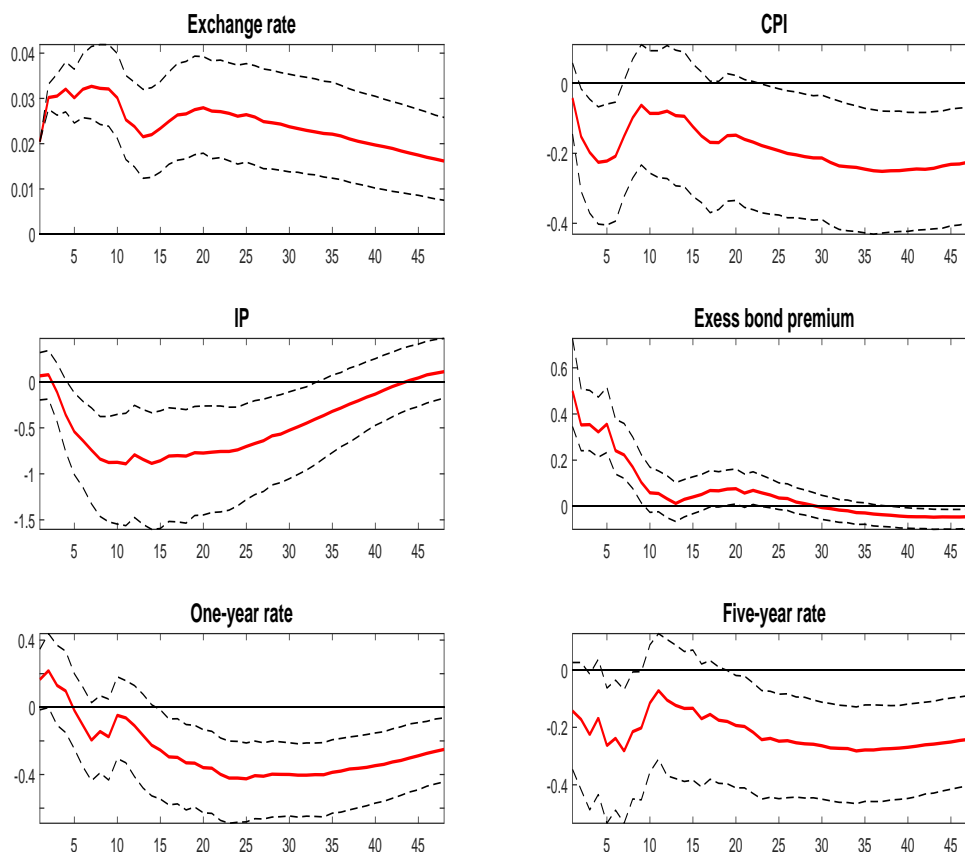 Exchange rate
0.04
0.03
0.02
0.01
0
5 10 15 20 25 30 35 40 45
CPI
0
-0.2
-0.4
5 10 15 20 25 30 35 40 45
IP
0
-0.5
-1
-1.5
5 10 15 20 25 30 35 40 45
Exess bond premium
0.6
0.4
0.2
0
5 10 15 20 25 30 35 40 45
One-year rate
0.4
0
-0.4
5 10 15 20 25 30 35 40 45
Five-year rate
0
-0.2
-0.4
5 10 15 20 25 30 35 40 45